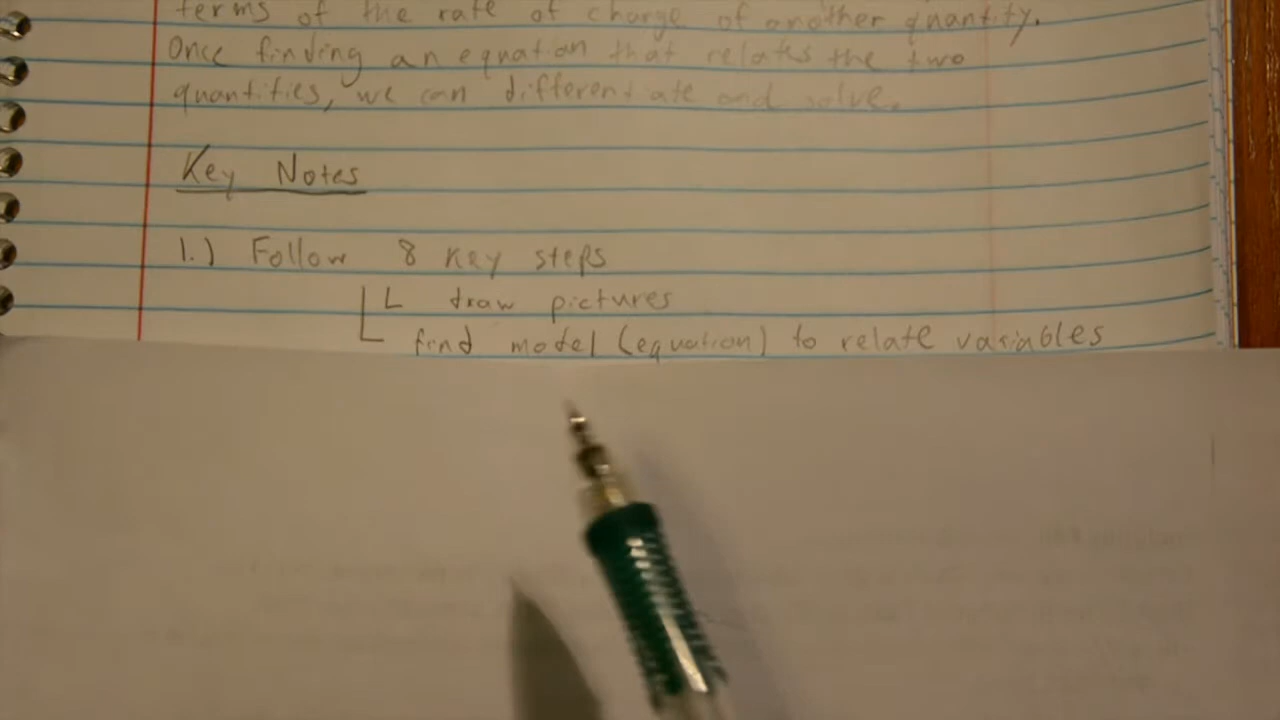 terms of the rate of change of another quantity.
Once finding an equation that relates the two
quantities, we can differentiate and solve.
Key Notes
1.) Follow 8 key steps
draw pictures
find model (equation) to relate variables